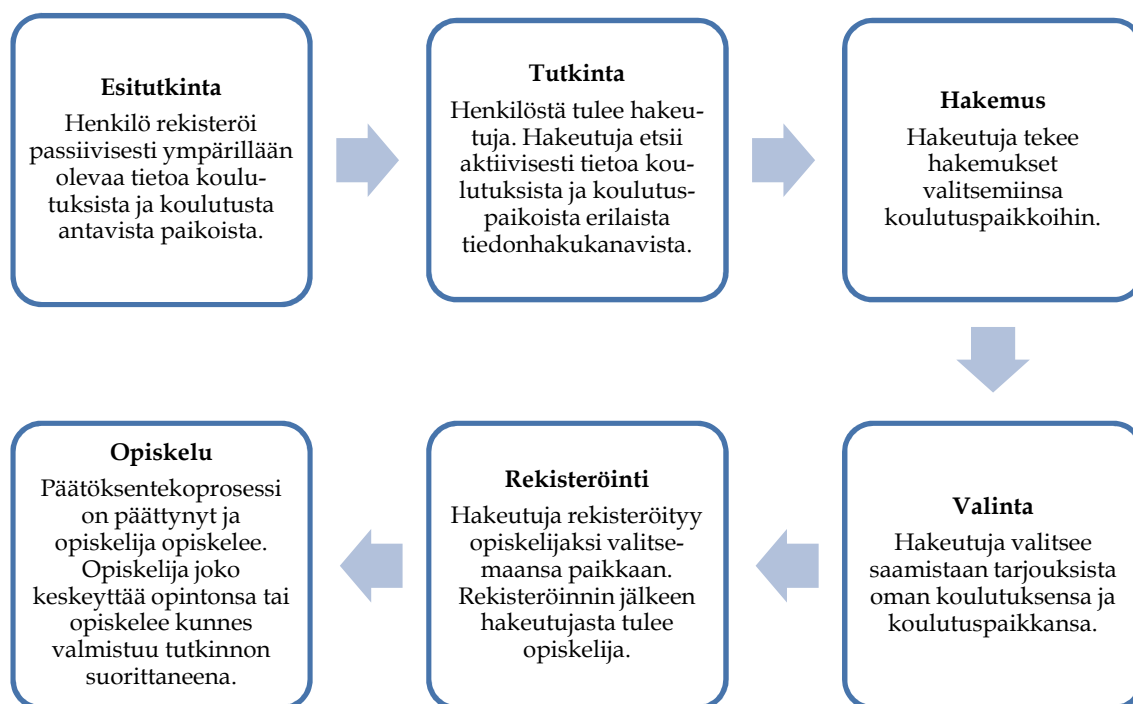 Esitutkinta
Henkilö rekisteröi
passiivisesti ympärillään
olevaa tietoa koulu-
tuksista ja koulutusta
antavista paikoista.
Tutkinta
Henkilöstä tulee hakeu-
tuja. Hakeutuja etsii
aktiivisesti tietoa kou-
lutuksista ja koulutus-
paikoista erilaista
tiedonhakukanavista.
Hakemus
Hakeutuja tekee
hakemukset
valitsemiinsa
koulutuspaikkoihin.
Valinta
Hakeutuja valitsee
saamistaan tarjouksista
oman koulutuksensa ja
koulutuspaikkansa.
Rekisteröinti
Hakeutuja rekisteröityy
opiskelijaksi valitse-
maansa paikkaan.
Rekisteröinnin jälkeen
hakeutujasta tulee
opiskelija.
Opiskelu
Päätöksentekoprosessi
on päättynyt ja
opiskelija opiskelee.
Opiskelija joko
keskeyttää opintonsa tai
opiskelee kunnes
valmistuu tutkinnon
suorittaneena.